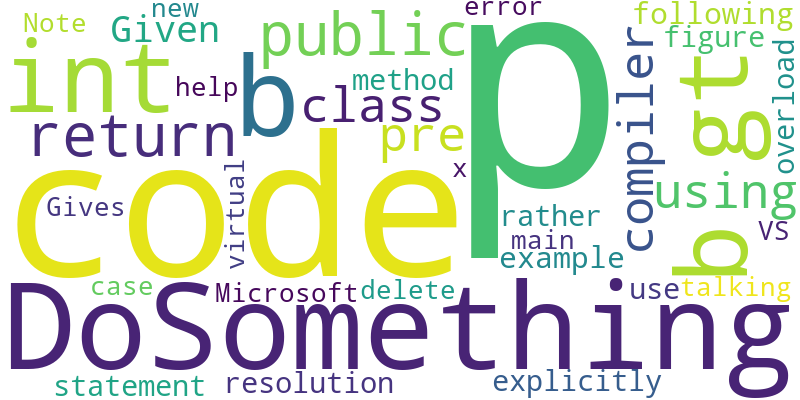 Note
new
Given
public
error
p
following
figure
int
help
b
class
method
compiler
b gt
overload
return
pre
x
code
Gives
virtual
rather
main
example
using
VS
case
Microsoft
delete
use
talking
DoSomething
statement
resolution
explicitly